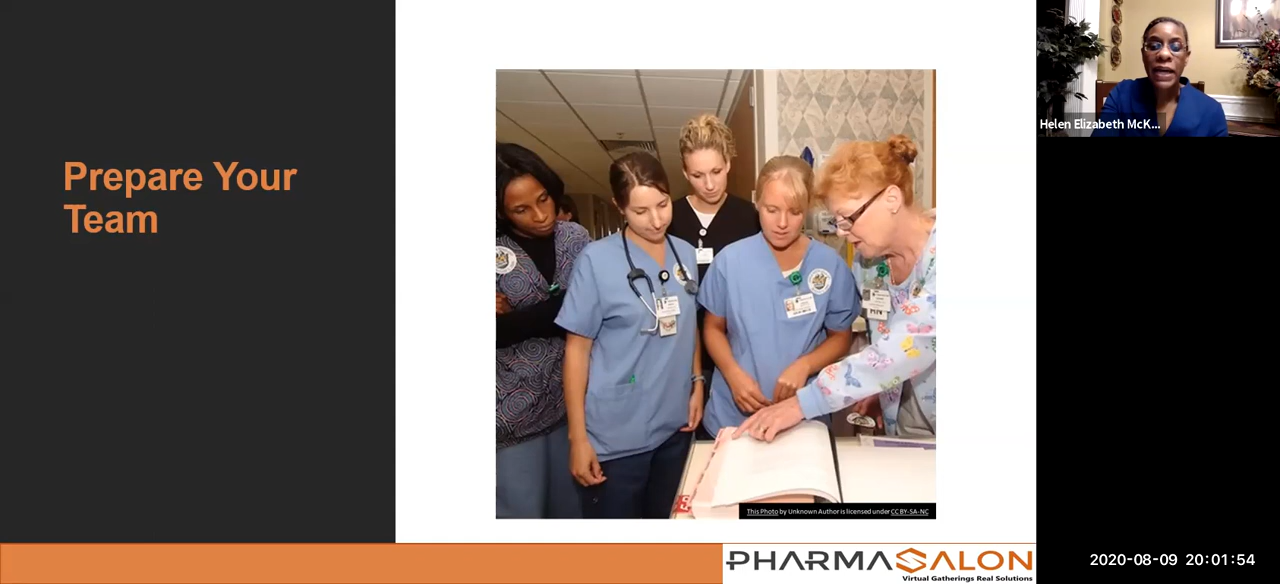 Prepare Your
Team
This Photo by Unknown Author is licensed under CC BY-SA-NC
Helen Elizabeth McK...
PHARMASALON
Virtual Gatherings Real Solutions
2020-08-09 20:01:54